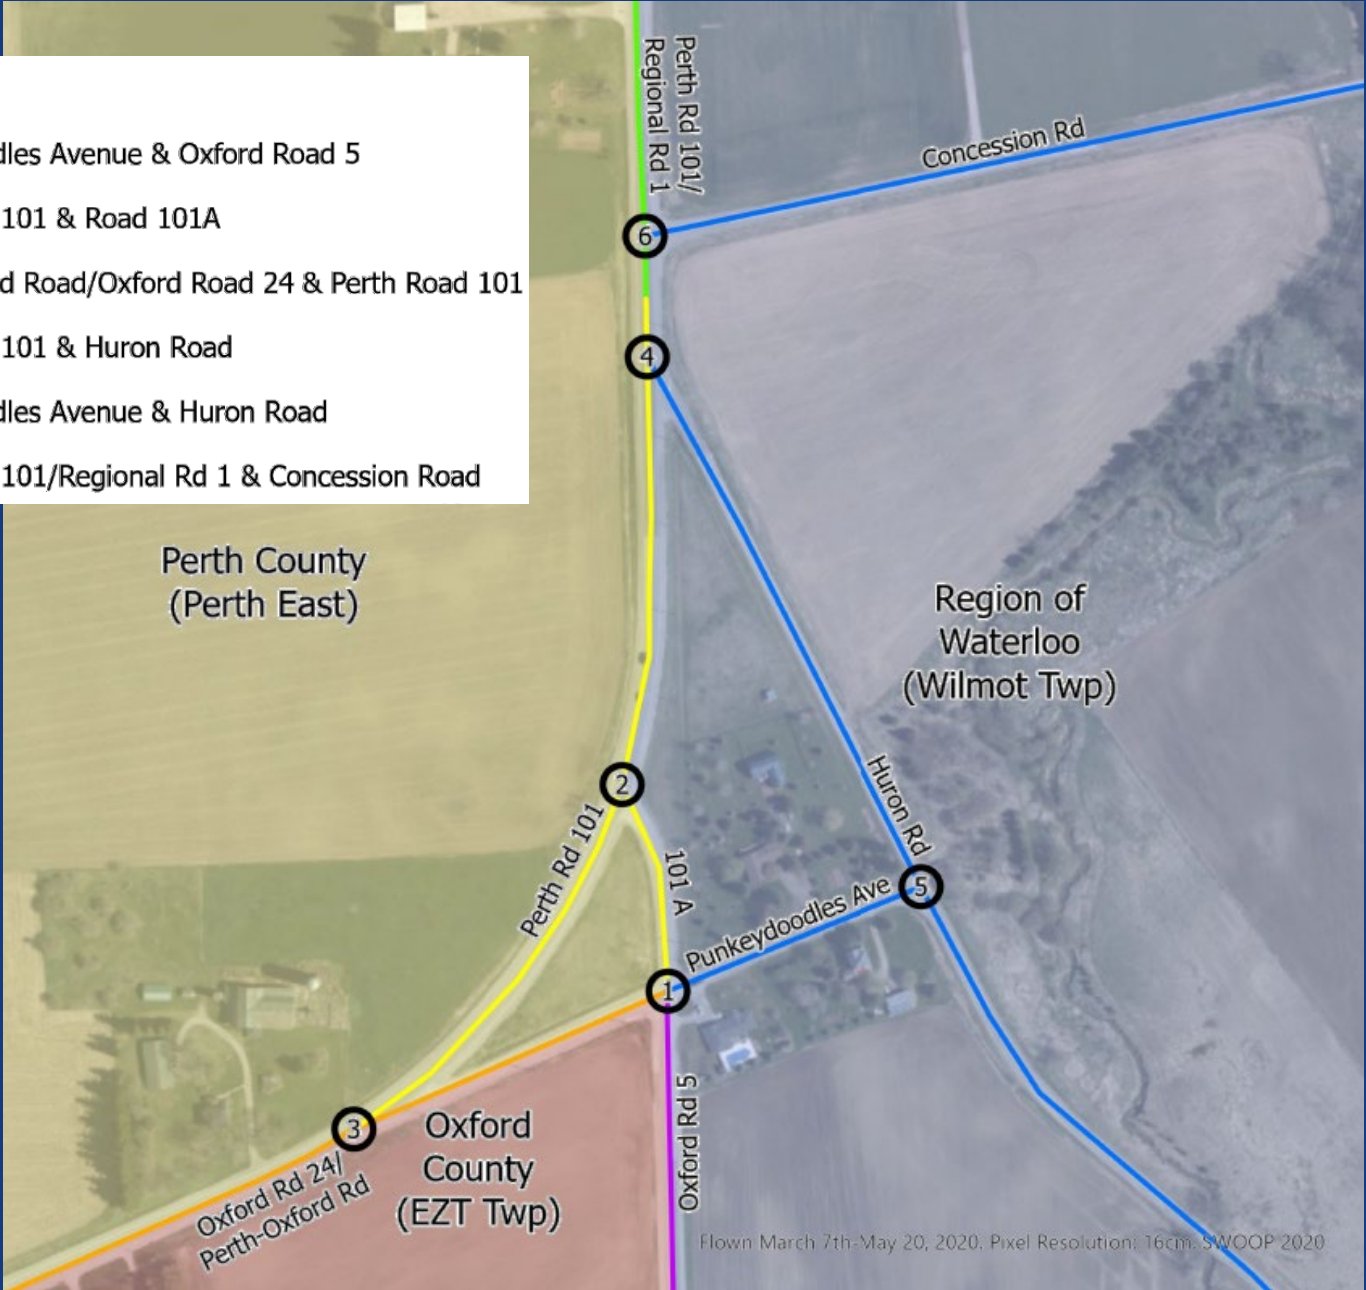 dles Avenue & Oxford Road 5
101 & Road 101A
d Road/Oxford Road 24 & Perth Road 101
101 & Huron Road
dles Avenue & Huron Road
101/Regional Rd 1 & Concession Road
Perth Rd 101/
Regional Rd 1
Concession Rd
6
4
Perth County
(Perth East)
Region of
Waterloo
(Wilmot Twp)
2
Huron Rd
Perth Rd 101
101 A
5
Punkeydoodles Ave
1
3
Oxford
County
(EZT Twp)
Oxford Rd 5
Oxford Rd 24/
Perth-Oxford Rd
Flown March 7th-May 20, 2020. Pixel Resolution: 16cm. SWOOP 2020